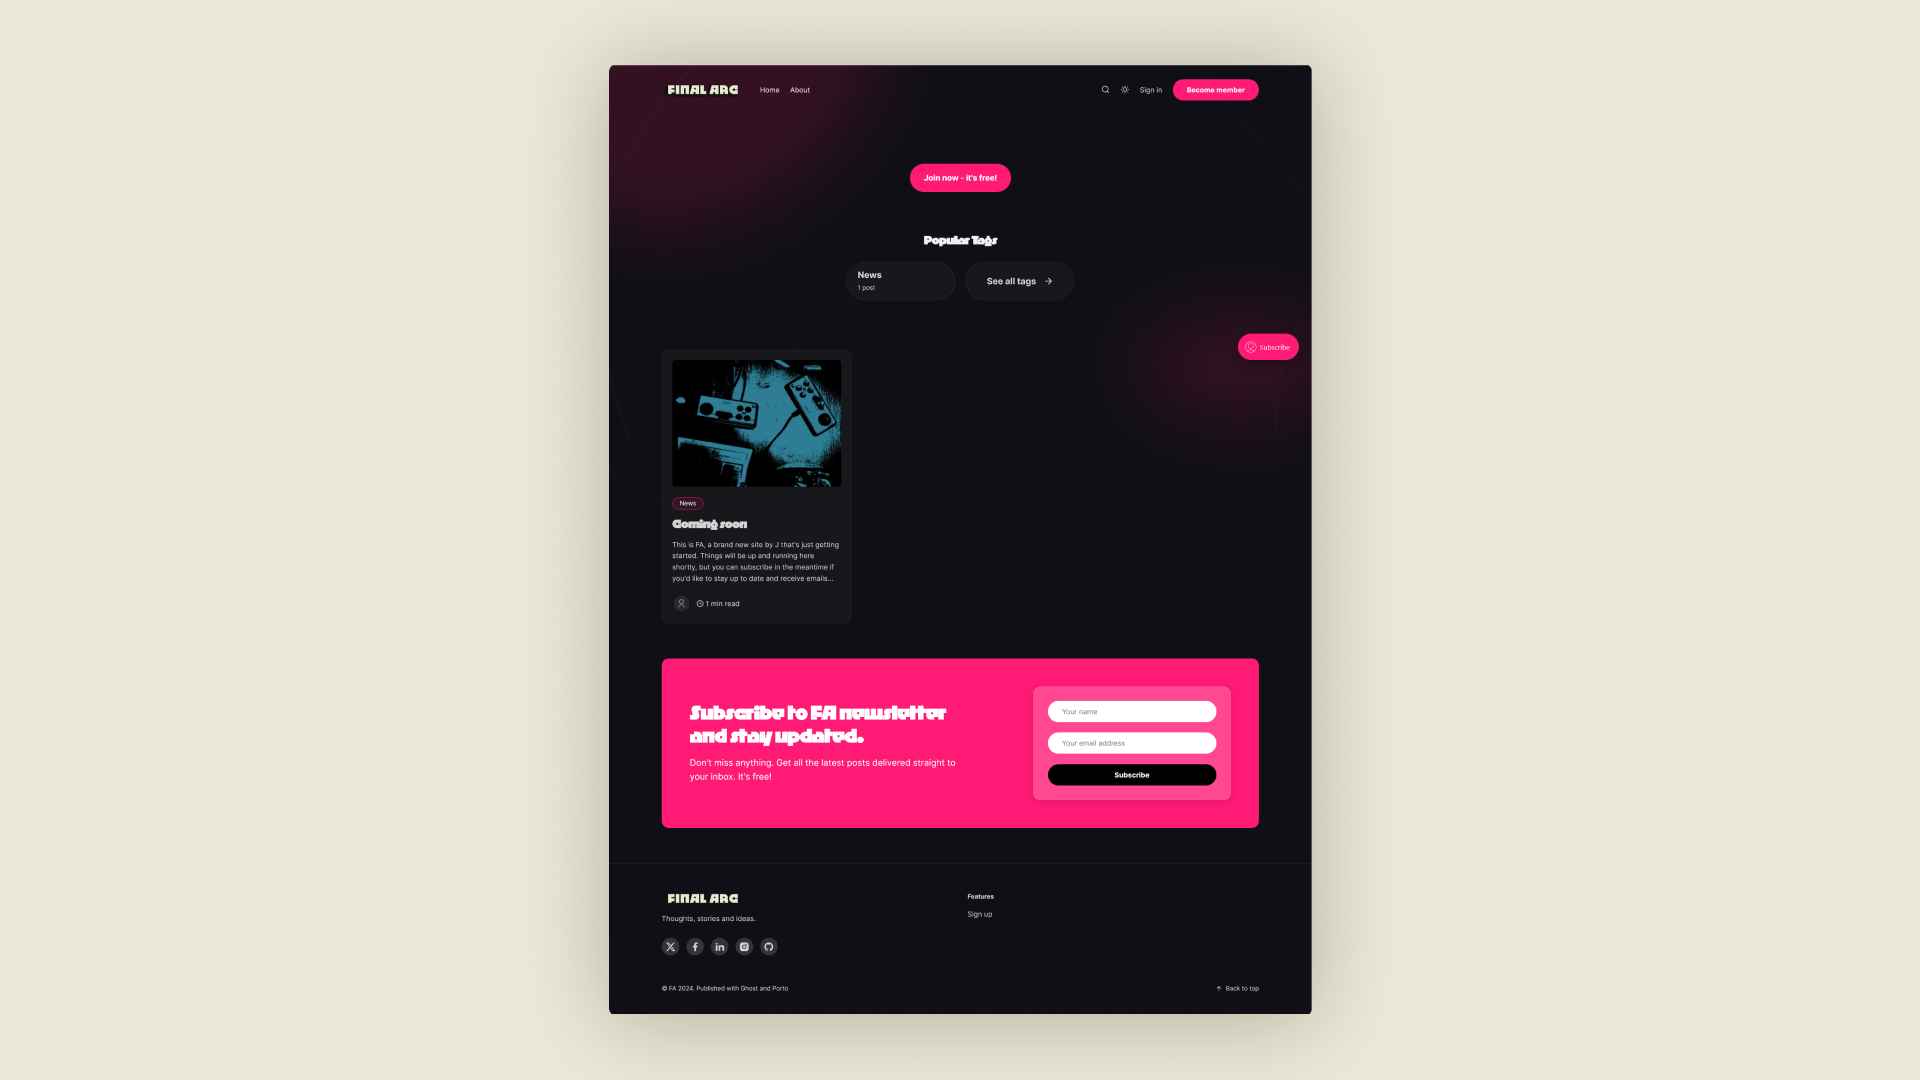 FINAL ARC
Home
About
Sign in
Become member
Join now - it's free!
Popular Tags
News
1 post
See all tags
Subscribe
News
Coming soon
This is FA, a brand new site by J that's just getting
started. Things will be up and running here
shortly, but you can subscribe in the meantime if
you'd like to stay up to date and receive emails...
1 min read
Subscribe to FA newsletter
and stay updated.
Don't miss anything. Get all the latest posts delivered straight to
your inbox. It's free!
Your name
Your email address
Subscribe
FINAL ARC
Thoughts, stories and ideas.
Features
Sign up
© FA 2024. Published with Ghost and Porto
Back to top